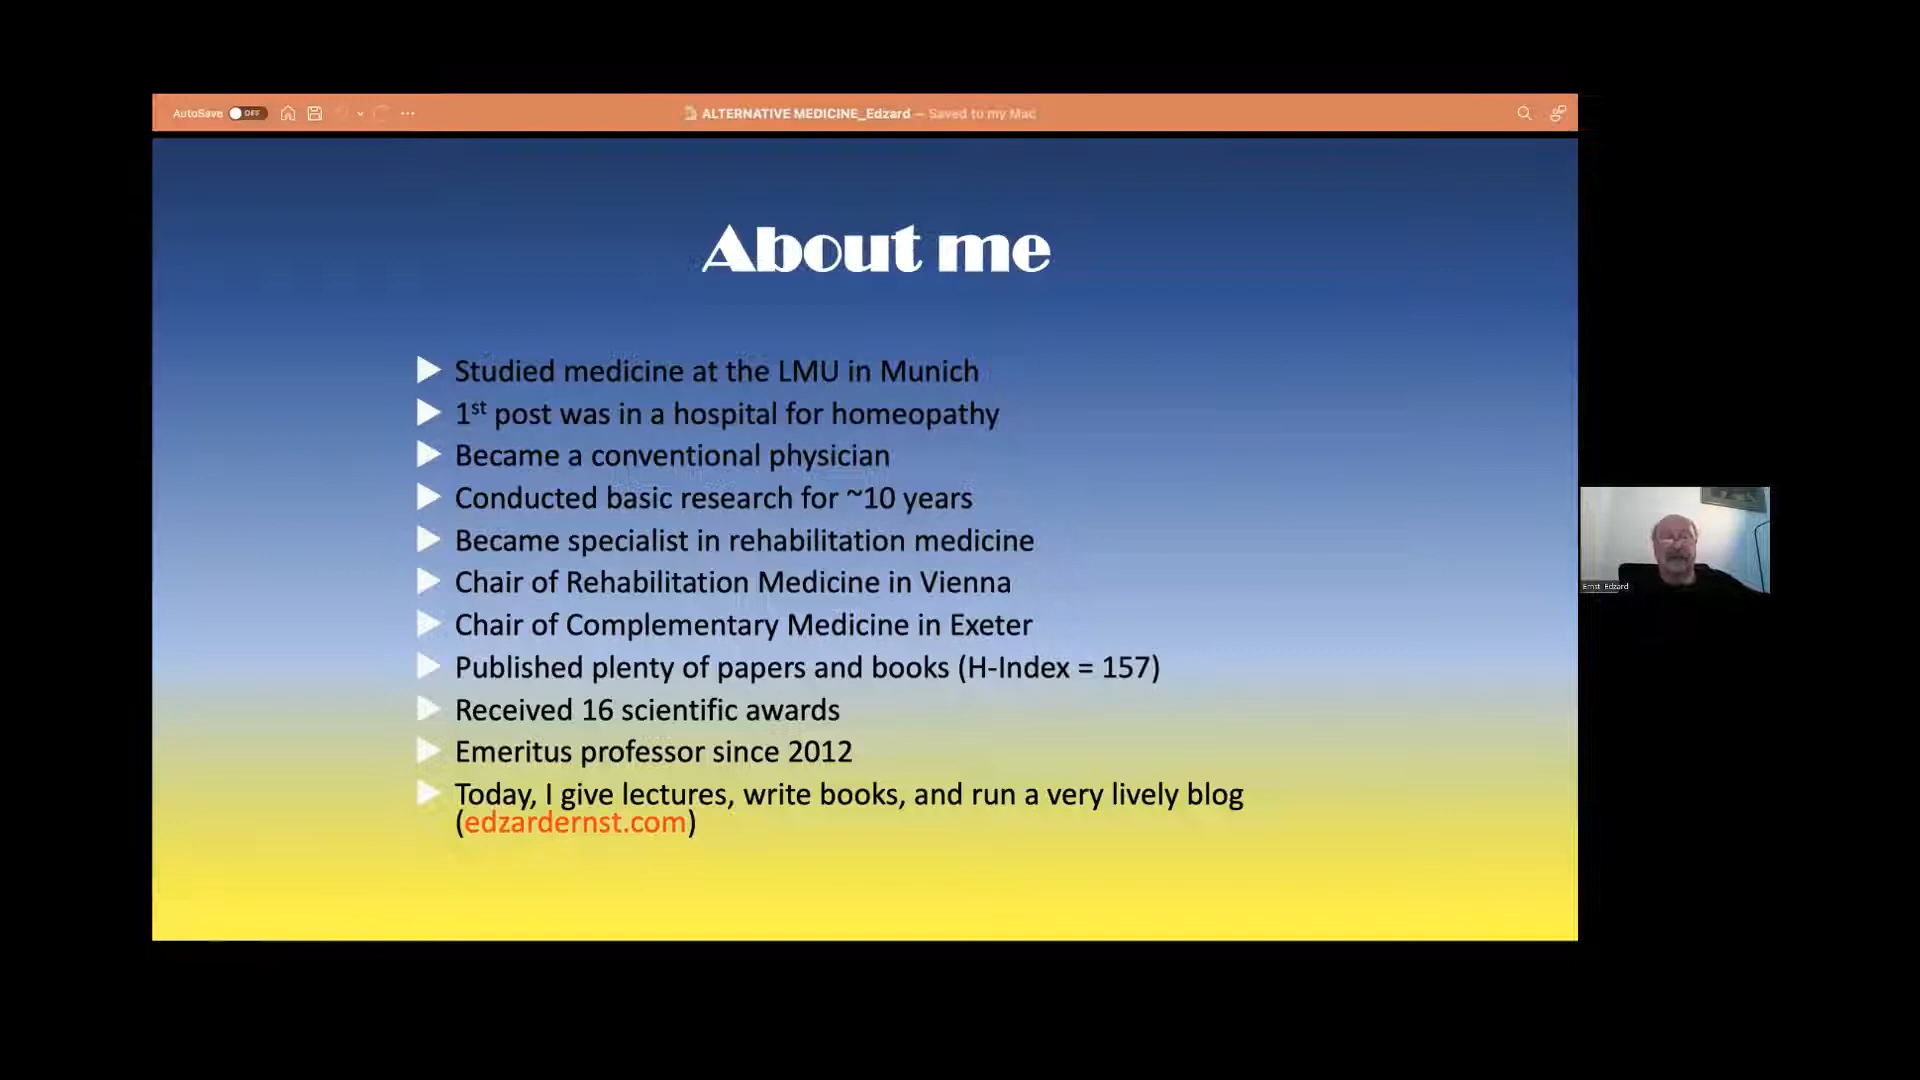 AutoSave OFF
ALTERNATIVE MEDICINE_Edzard — Saved to my Mac
About me
Studied medicine at the LMU in Munich
1st post was in a hospital for homeopathy
Became a conventional physician
Conducted basic research for ~10 years
Became specialist in rehabilitation medicine
Chair of Rehabilitation Medicine in Vienna
Chair of Complementary Medicine in Exeter
Published plenty of papers and books (H-Index = 157)
Received 16 scientific awards
Emeritus professor since 2012
Today, I give lectures, write books, and run a very lively blog
(edzardernst.com)
Ernst, Edzard